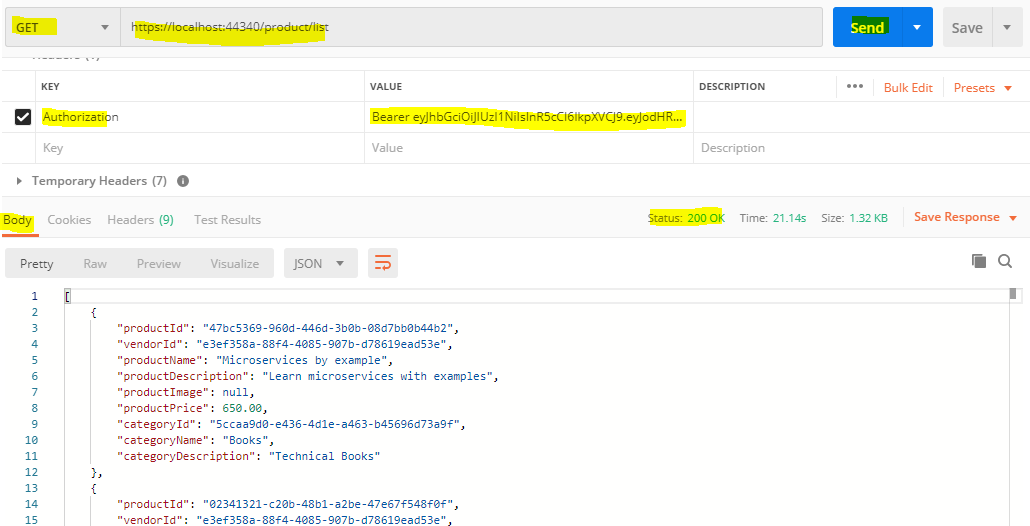 GET https://localhost:44340/product/list Send Save
KEY VALUE DESCRIPTION ••• Bulk Edit Presets
Authorization Bearer eyJhbGciOiJIUzI1NiIsInR5cCI6IkpXVCJ9.eyJodHR...
Key Value Description
Temporary Headers (7)
Body Cookies Headers (9) Test Results Status: 200 OK Time: 21.14s Size: 1.32 KB Save Response
Pretty Raw Preview Visualize JSON
1 [
2 {
3 "productId": "47bc5369-960d-446d-3b0b-08d7bb0b44b2",
4 "vendorId": "e3ef358a-88f4-4085-907b-d78619ead53e",
5 "productName": "Microservices by example",
6 "productDescription": "Learn microservices with examples",
7 "productImage": null,
8 "productPrice": 650.00,
9 "categoryId": "5ccaa9d0-e436-4d1e-a463-b45696d73a9f",
10 "categoryName": "Books",
11 "categoryDescription": "Technical Books"
12 },
13 {
14 "productId": "02341321-c20b-48b1-a2be-47e67f548f0f",
15 "vendorId": "e3ef358a-88f4-4085-907b-d78619ead53e",